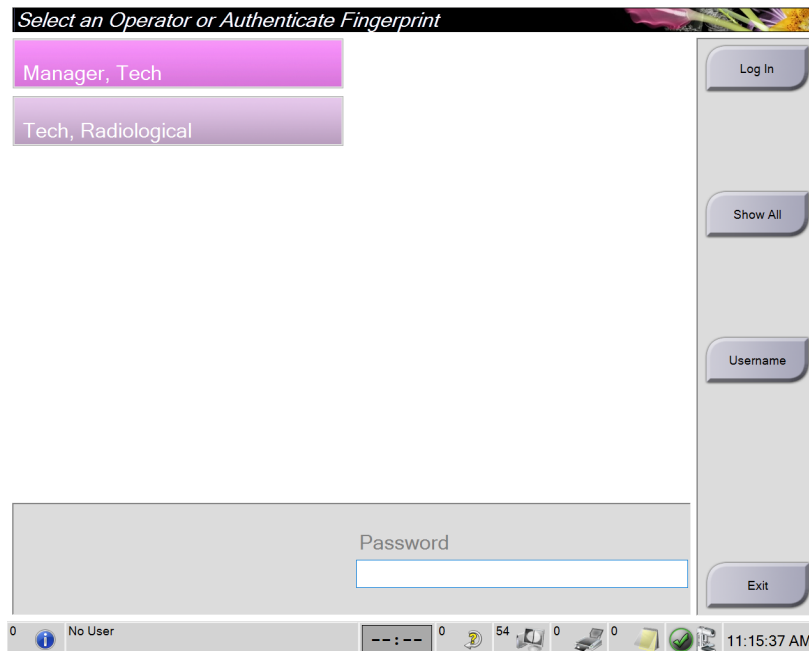 Select an Operator or Authenticate Fingerprint
Manager, Tech
Tech, Radiological
Log In
Show All
Username
Password
Exit
0
No User
--:--
0
54
0
0
11:15:37 AM